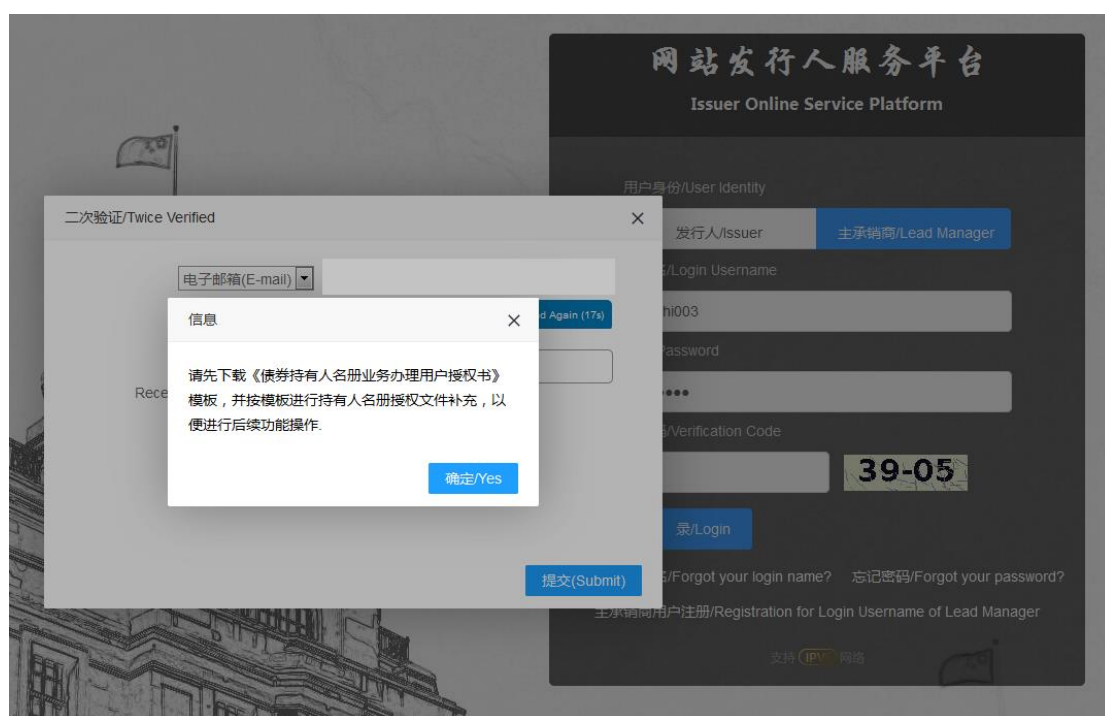 网站发行人服务平台
Issuer Online Service Platform
用户身份/User Identity
发行人/Issuer
主承销商/Lead Manager
/Login Username
hi003
Password
/Verification Code
39-05
录/Login
/Forgot your login name?
忘记密码/Forgot your password?
主承销商用户注册/Registration for Login Username of Lead Manager
支持 IPV 网络
二次验证/Twice Verified
电子邮箱(E-mail)
d Again (17s)
Rece
提交(Submit)
信息
请先下载《债券持有人名册业务办理用户授权书》
模板，并按模板进行持有人名册授权文件补充，以
便进行后续功能操作.
确定/Yes